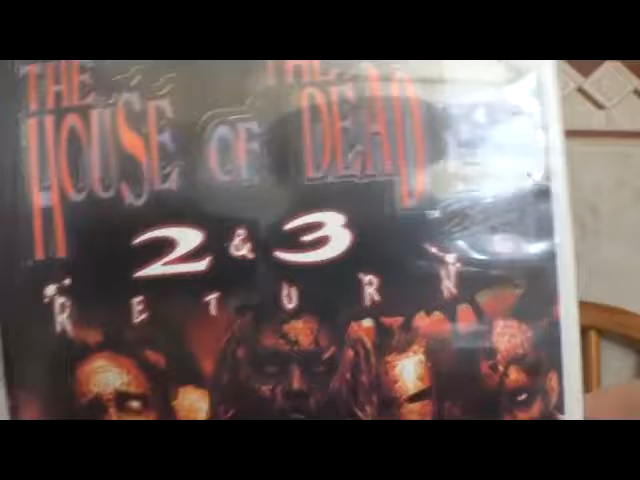 THE HOUSE OF THE DEAD
2 & 3
RETURN